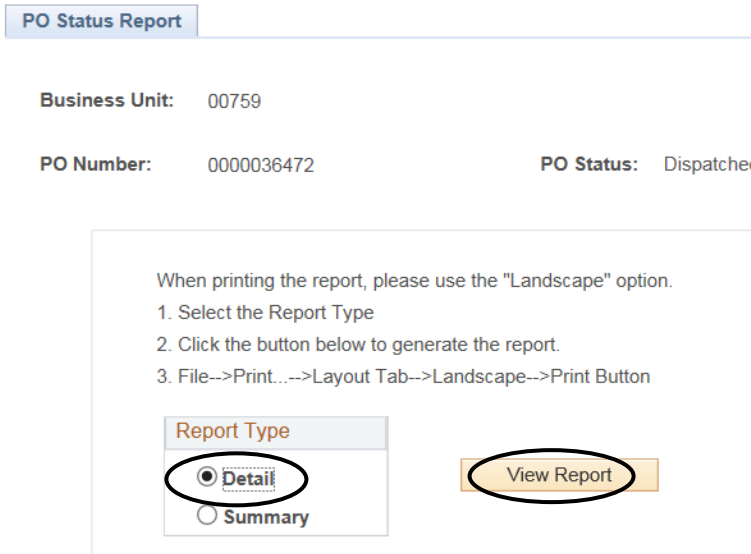 PO Status Report
Business Unit: 00759
PO Number: 0000036472 PO Status: Dispatched
When printing the report, please use the "Landscape" option.
1. Select the Report Type
2. Click the button below to generate the report.
3. File-->Print...-->Layout Tab-->Landscape-->Print Button
Report Type
Detail View Report
Summary